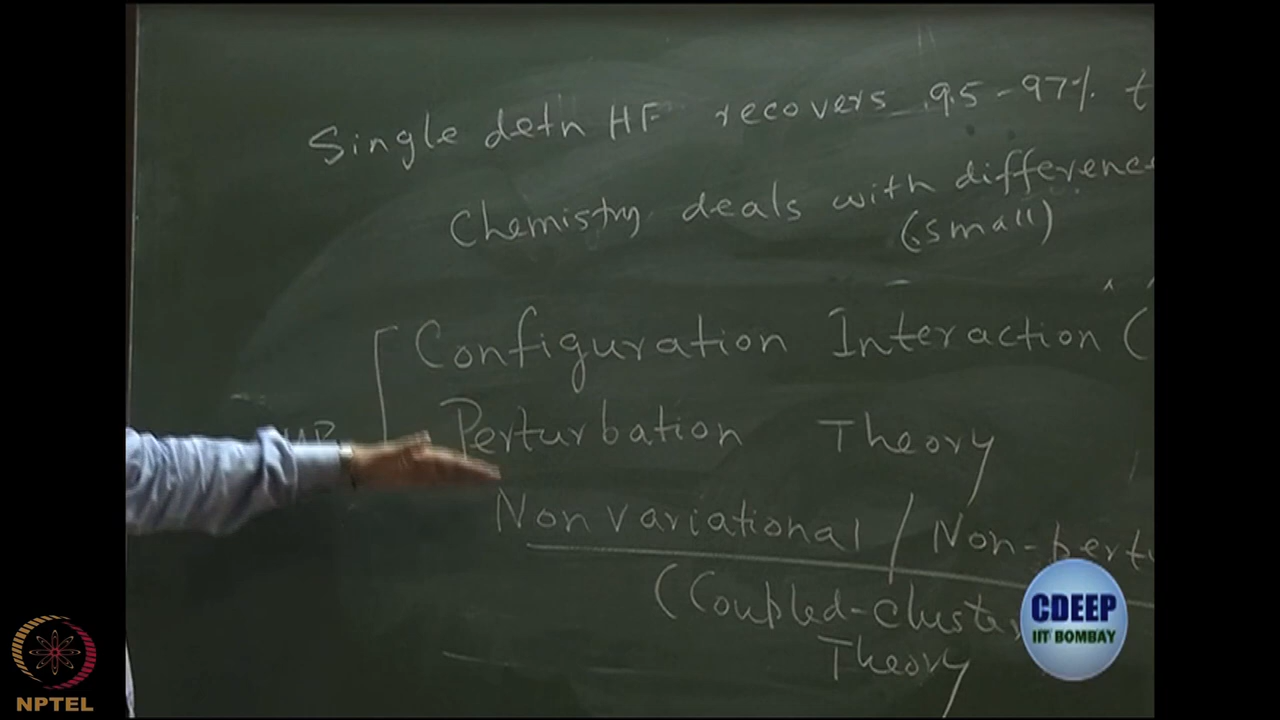 Single detn HF recovers 95-97% t
Chemistry deals with difference
(small)
Configuration Interaction (
Perturbation Theory
Nonvariational / Non-pertu
(Coupled-cluster
Theory
CDEEP
IIT BOMBAY
NPTEL